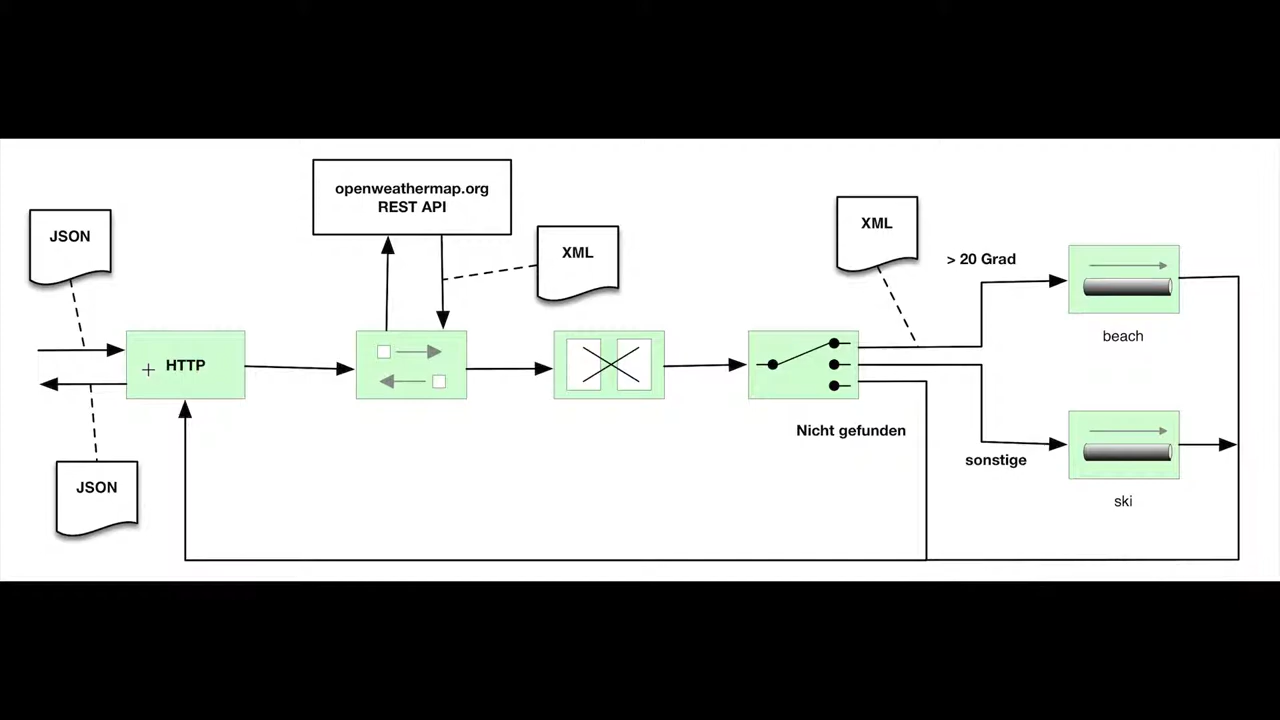 openweathermap.org
REST API
JSON
XML
XML
> 20 Grad
HTTP
beach
Nicht gefunden
sonstige
JSON
ski